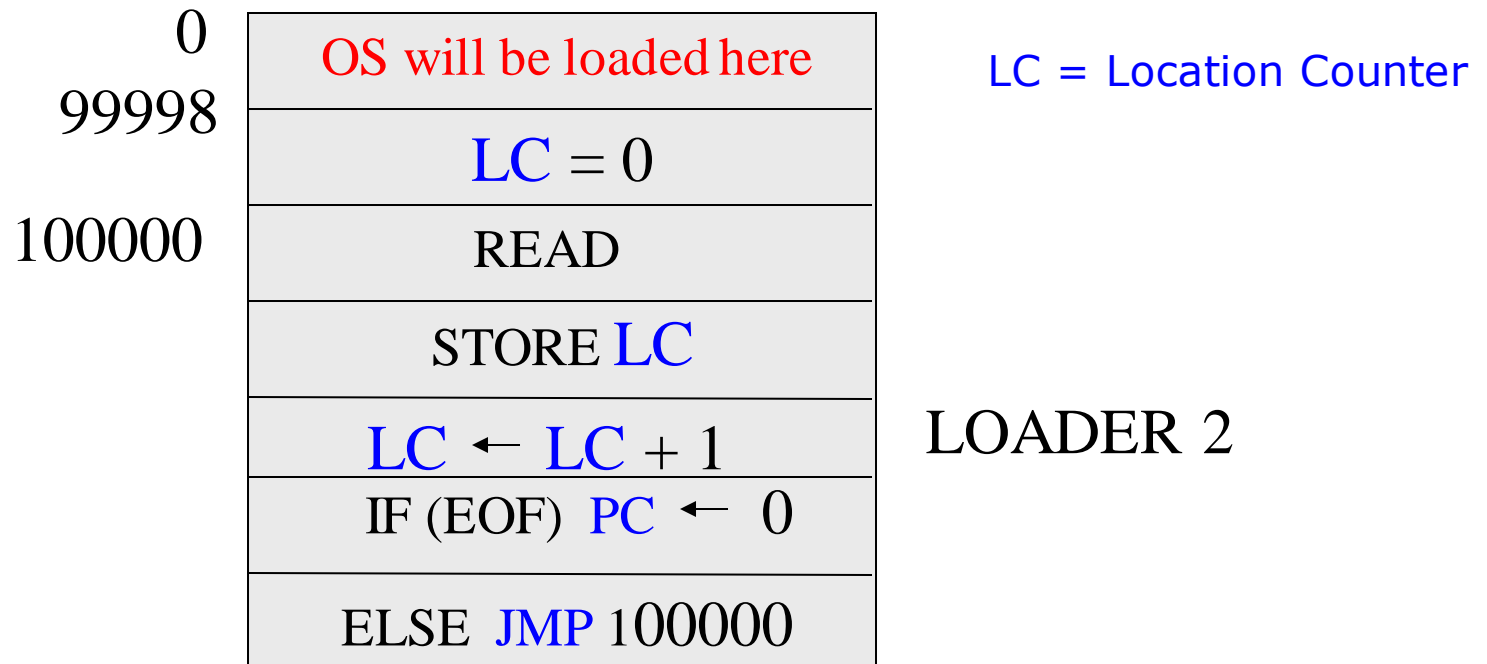 0
OS will be loaded here
LC = Location Counter
99998
LC = 0
100000
READ
STORE LC
LC ← LC + 1
LOADER 2
IF (EOF) PC ← 0
ELSE JMP 100000